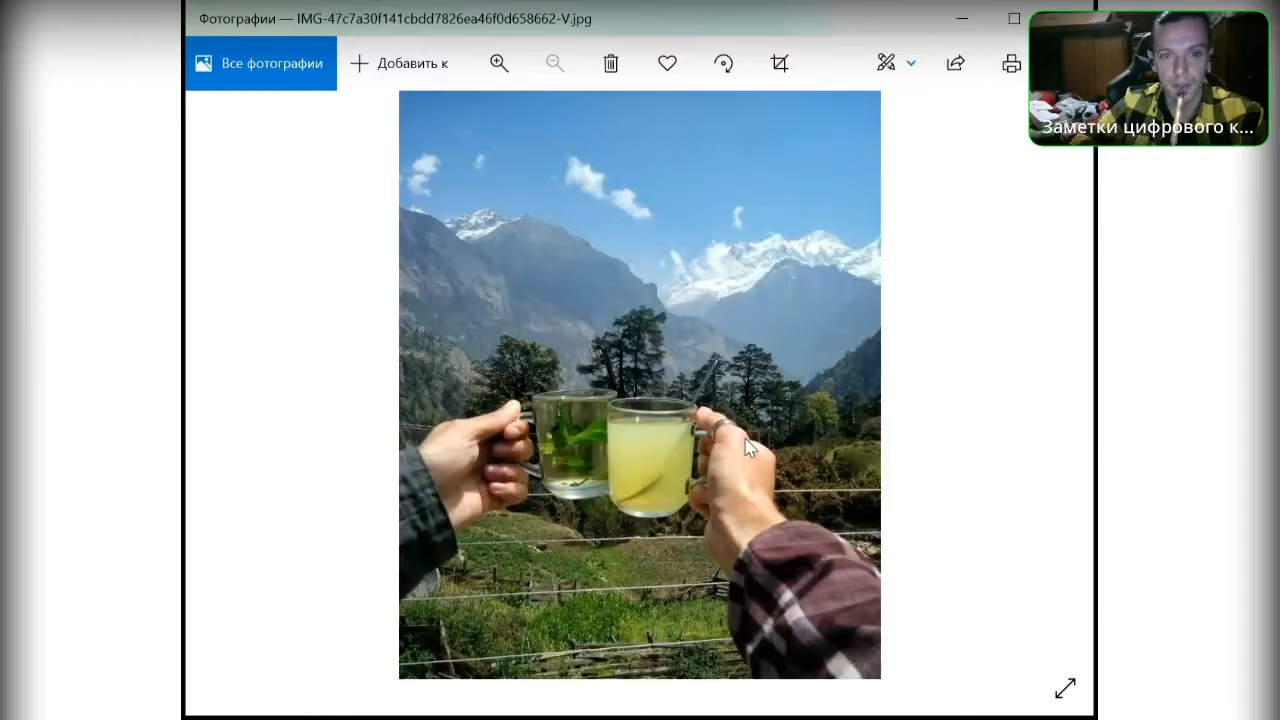 Фотографии — IMG-47c7a30f141cbdd7826ea46f0d658662-V.jpg
Все фотографии
Добавить к
Заметки цифрового к...